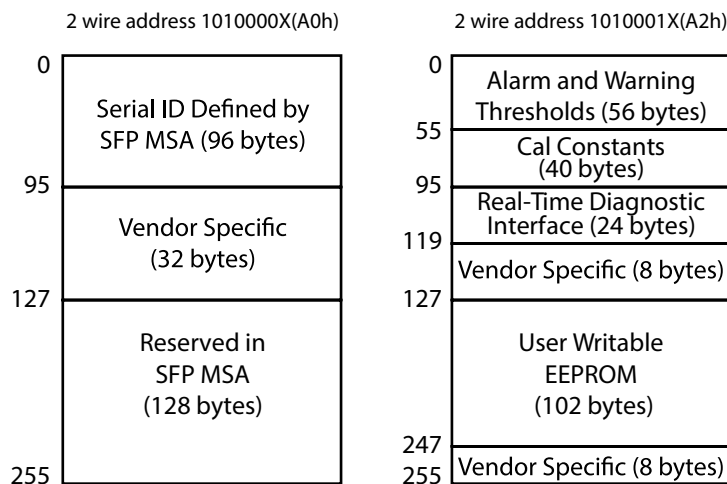 2 wire address 1010000X(A0h)
0
Serial ID Defined by
SFP MSA (96 bytes)
95
Vendor Specific
(32 bytes)
127
Reserved in
SFP MSA
(128 bytes)
255
2 wire address 1010001X(A2h)
0
Alarm and Warning
Thresholds (56 bytes)
55
Cal Constants
(40 bytes)
95
Real-Time Diagnostic
Interface (24 bytes)
119
Vendor Specific (8 bytes)
127
User Writable
EEPROM
(102 bytes)
247
Vendor Specific (8 bytes)
255